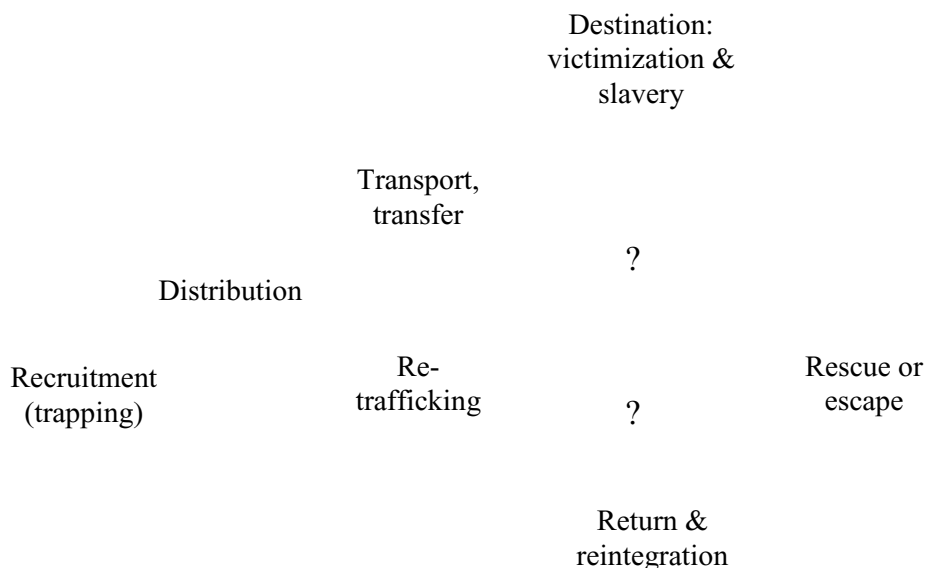 Destination:
victimization &
slavery
Transport,
transfer
?
Distribution
Recruitment
(trapping)
Re-
trafficking
?
Rescue or
escape
Return &
reintegration